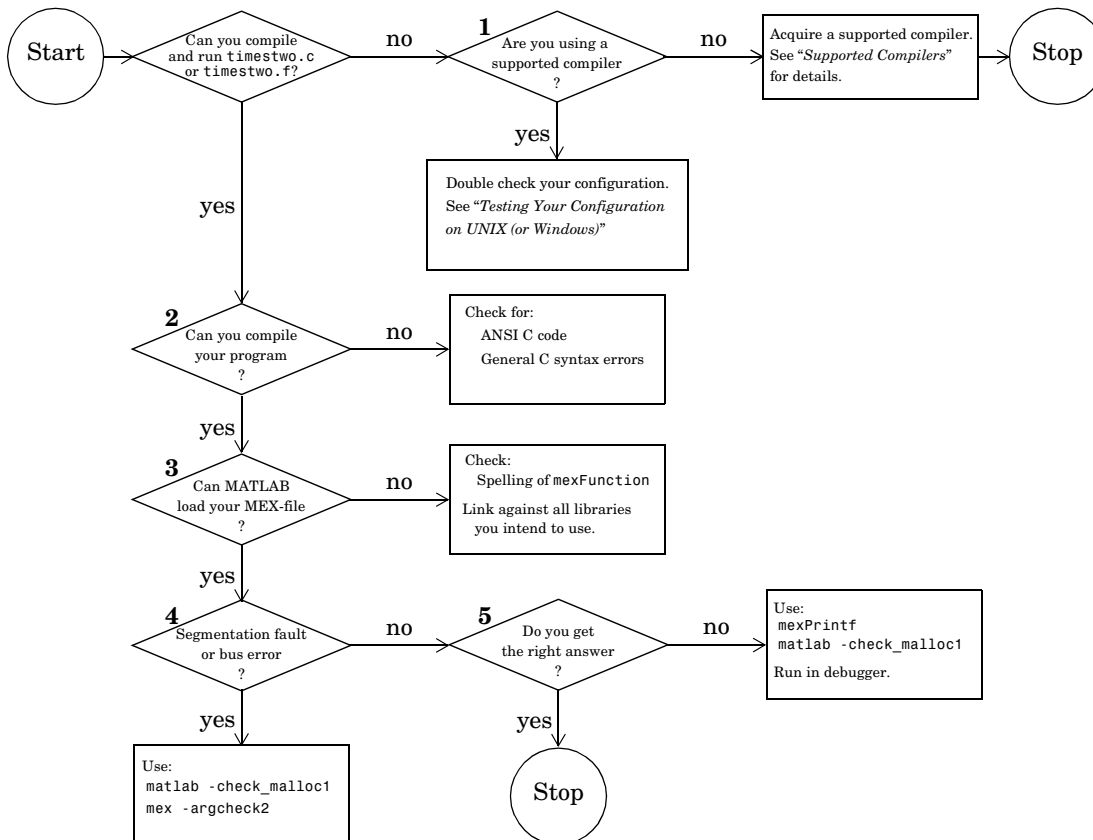 Start
Can you compile
and run timestwo.c
or timestwo.f?
no
1
Are you using a
supported compiler
?
no
Acquire a supported compiler.
See “Supported Compilers”
for details.
Stop
yes
Double check your configuration.
See “Testing Your Configuration
on UNIX (or Windows)”
yes
2
Can you compile
your program
?
no
Check for:
ANSI C code
General C syntax errors
yes
3
Can MATLAB
load your MEX-file
?
no
Check:
Spelling of mexFunction
Link against all libraries
you intend to use.
yes
4
Segmentation fault
or bus error
?
no
5
Do you get
the right answer
?
no
Use:
mexPrintf
matlab -check_malloc1
Run in debugger.
yes
Use:
matlab -check_malloc1
mex -argcheck2
yes
Stop